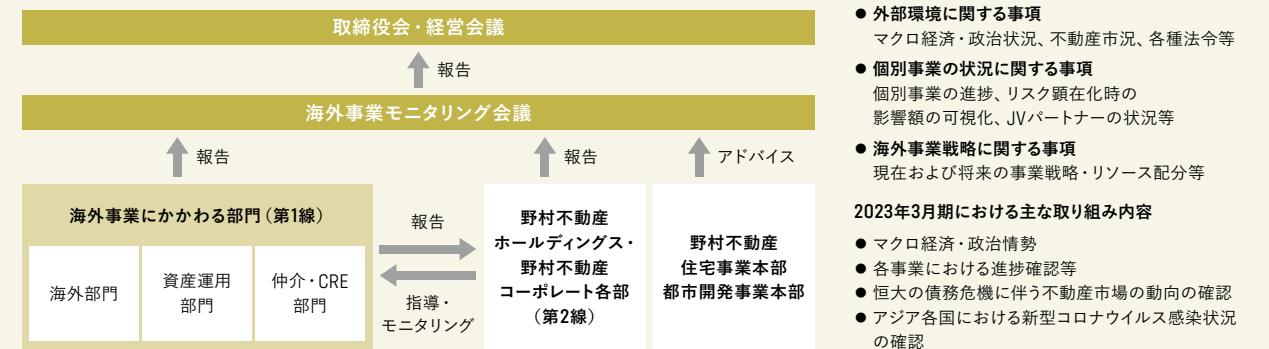 取締役会・経営会議
報告
海外事業モニタリング会議
報告
報告
アドバイス
海外事業にかかわる部門（第1線）
海外部門
資産運用
部門
仲介・CRE
部門
報告
指導・
モニタリング
野村不動産
ホールディングス・
野村不動産
コーポレート各部
（第2線）
野村不動産
住宅事業本部
都市開発事業本部
● 外部環境に関する事項
マクロ経済・政治状況、不動産市況、各種法令等
● 個別事業の状況に関する事項
個別事業の進捗、リスク顕在化時の
影響額の可視化、JVパートナーの状況等
● 海外事業戦略に関する事項
現在および将来の事業戦略・リソース配分等
2023年3月期における主な取り組み内容
● マクロ経済・政治情勢
● 各事業における進捗確認等
● 恒大の債務危機に伴う不動産市場の動向の確認
● アジア各国における新型コロナウイルス感染状況
の確認